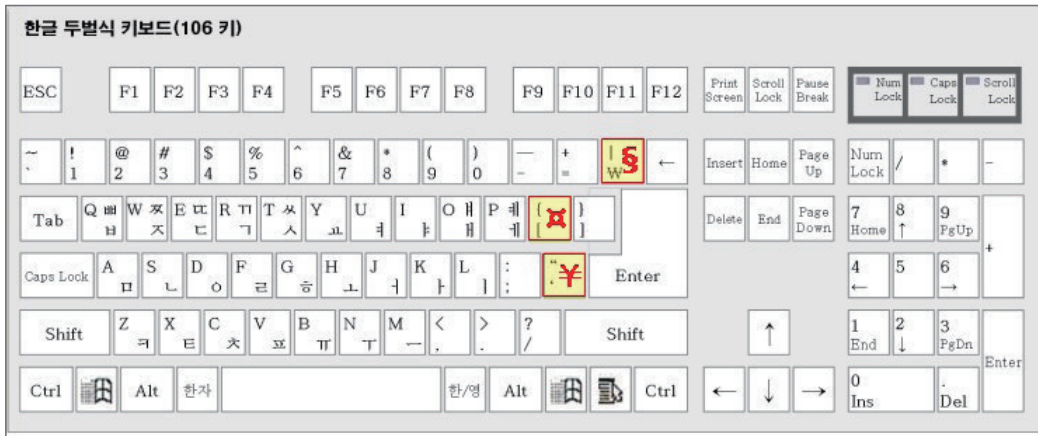 한글 두벌식 키보드(106 키)
ESC F1 F2 F3 F4 F5 F6 F7 F8 F9 F10 F11 F12 Print Screen Scroll Lock Pause Break Num Lock Caps Lock Scroll Lock
~ ` ! 1 @ 2 # 3 $ 4 % 5 ^ 6 & 7 * 8 ( 9 ) 0 — - + = | ₩ § ← Insert Home Page Up Num Lock / * -
Tab Q ㅃ ㅂ W ㅉ ㅈ E ㄸ ㄷ R ㄲ ㄱ T ㅆ ㅅ Y ㅛ U ㅕ I ㅑ O ㅒ ㅐ P ㅖ ㅔ { [ ¤ } ] Delete End Page Down 7 Home 8 ↑ 9 PgUp +
Caps Lock A ㅁ S ㄴ D ㅇ F ㄹ G ㅎ H ㅗ J ㅓ K ㅏ L ㅣ : ; “ ‘ ¥ Enter 4 ← 5 6 →
Shift Z ㅋ X ㅌ C ㅊ V ㅍ B ㅠ N ㅜ M ㅡ < , > . ? / Shift ↑ 1 End 2 ↓ 3 PgDn Enter
Ctrl Alt 한자 한/영 Alt Ctrl ← ↓ → 0 Ins . Del